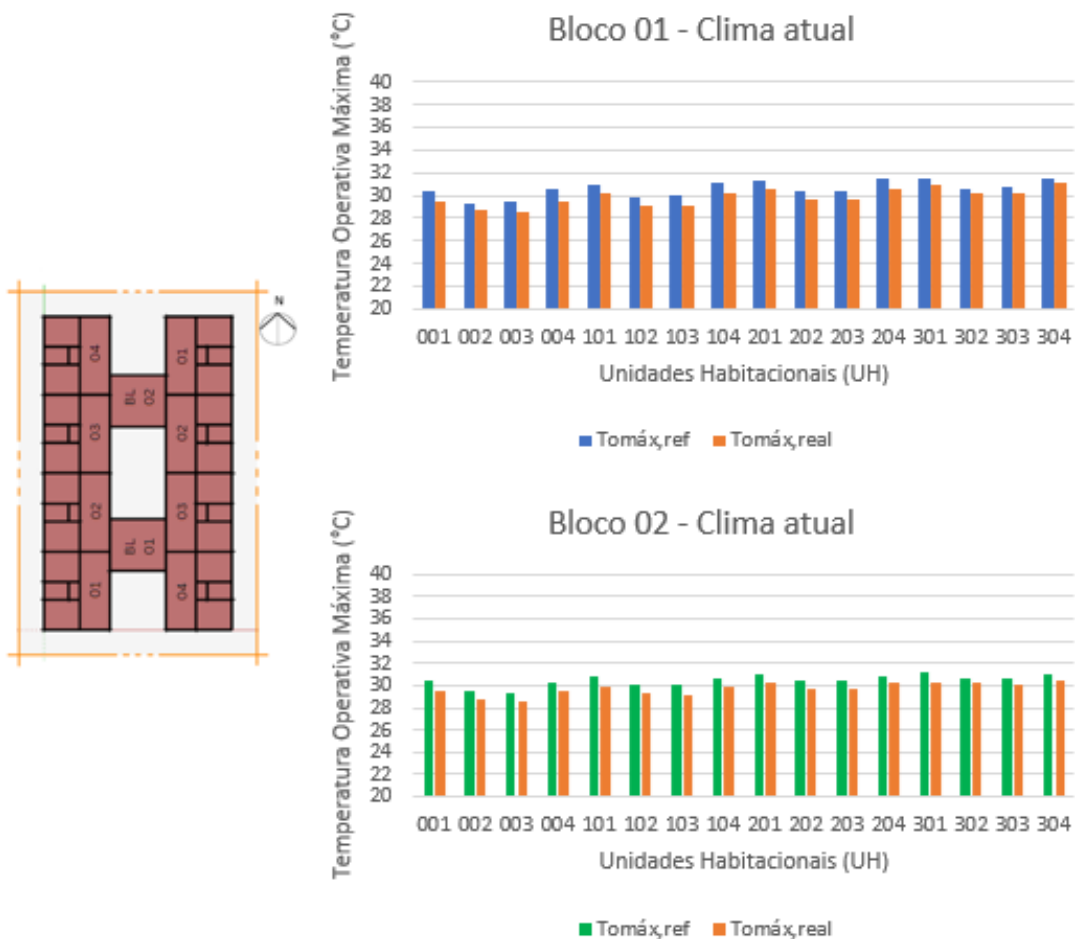 N
04
01
BL
02
03
02
02
BL
01
03
01
04
Bloco 01 - Clima atual
Temperatura Operativa Máxima (°C)
40
38
36
34
32
30
28
26
24
22
20
001 002 003 004 101 102 103 104 201 202 203 204 301 302 303 304
Unidades Habitacionais (UH)
Tomáx,ref Tomáx,real
Bloco 02 - Clima atual
Temperatura Operativa Máxima (°C)
40
38
36
34
32
30
28
26
24
22
20
001 002 003 004 101 102 103 104 201 202 203 204 301 302 303 304
Unidades Habitacionais (UH)
Tomáx,ref Tomáx,real